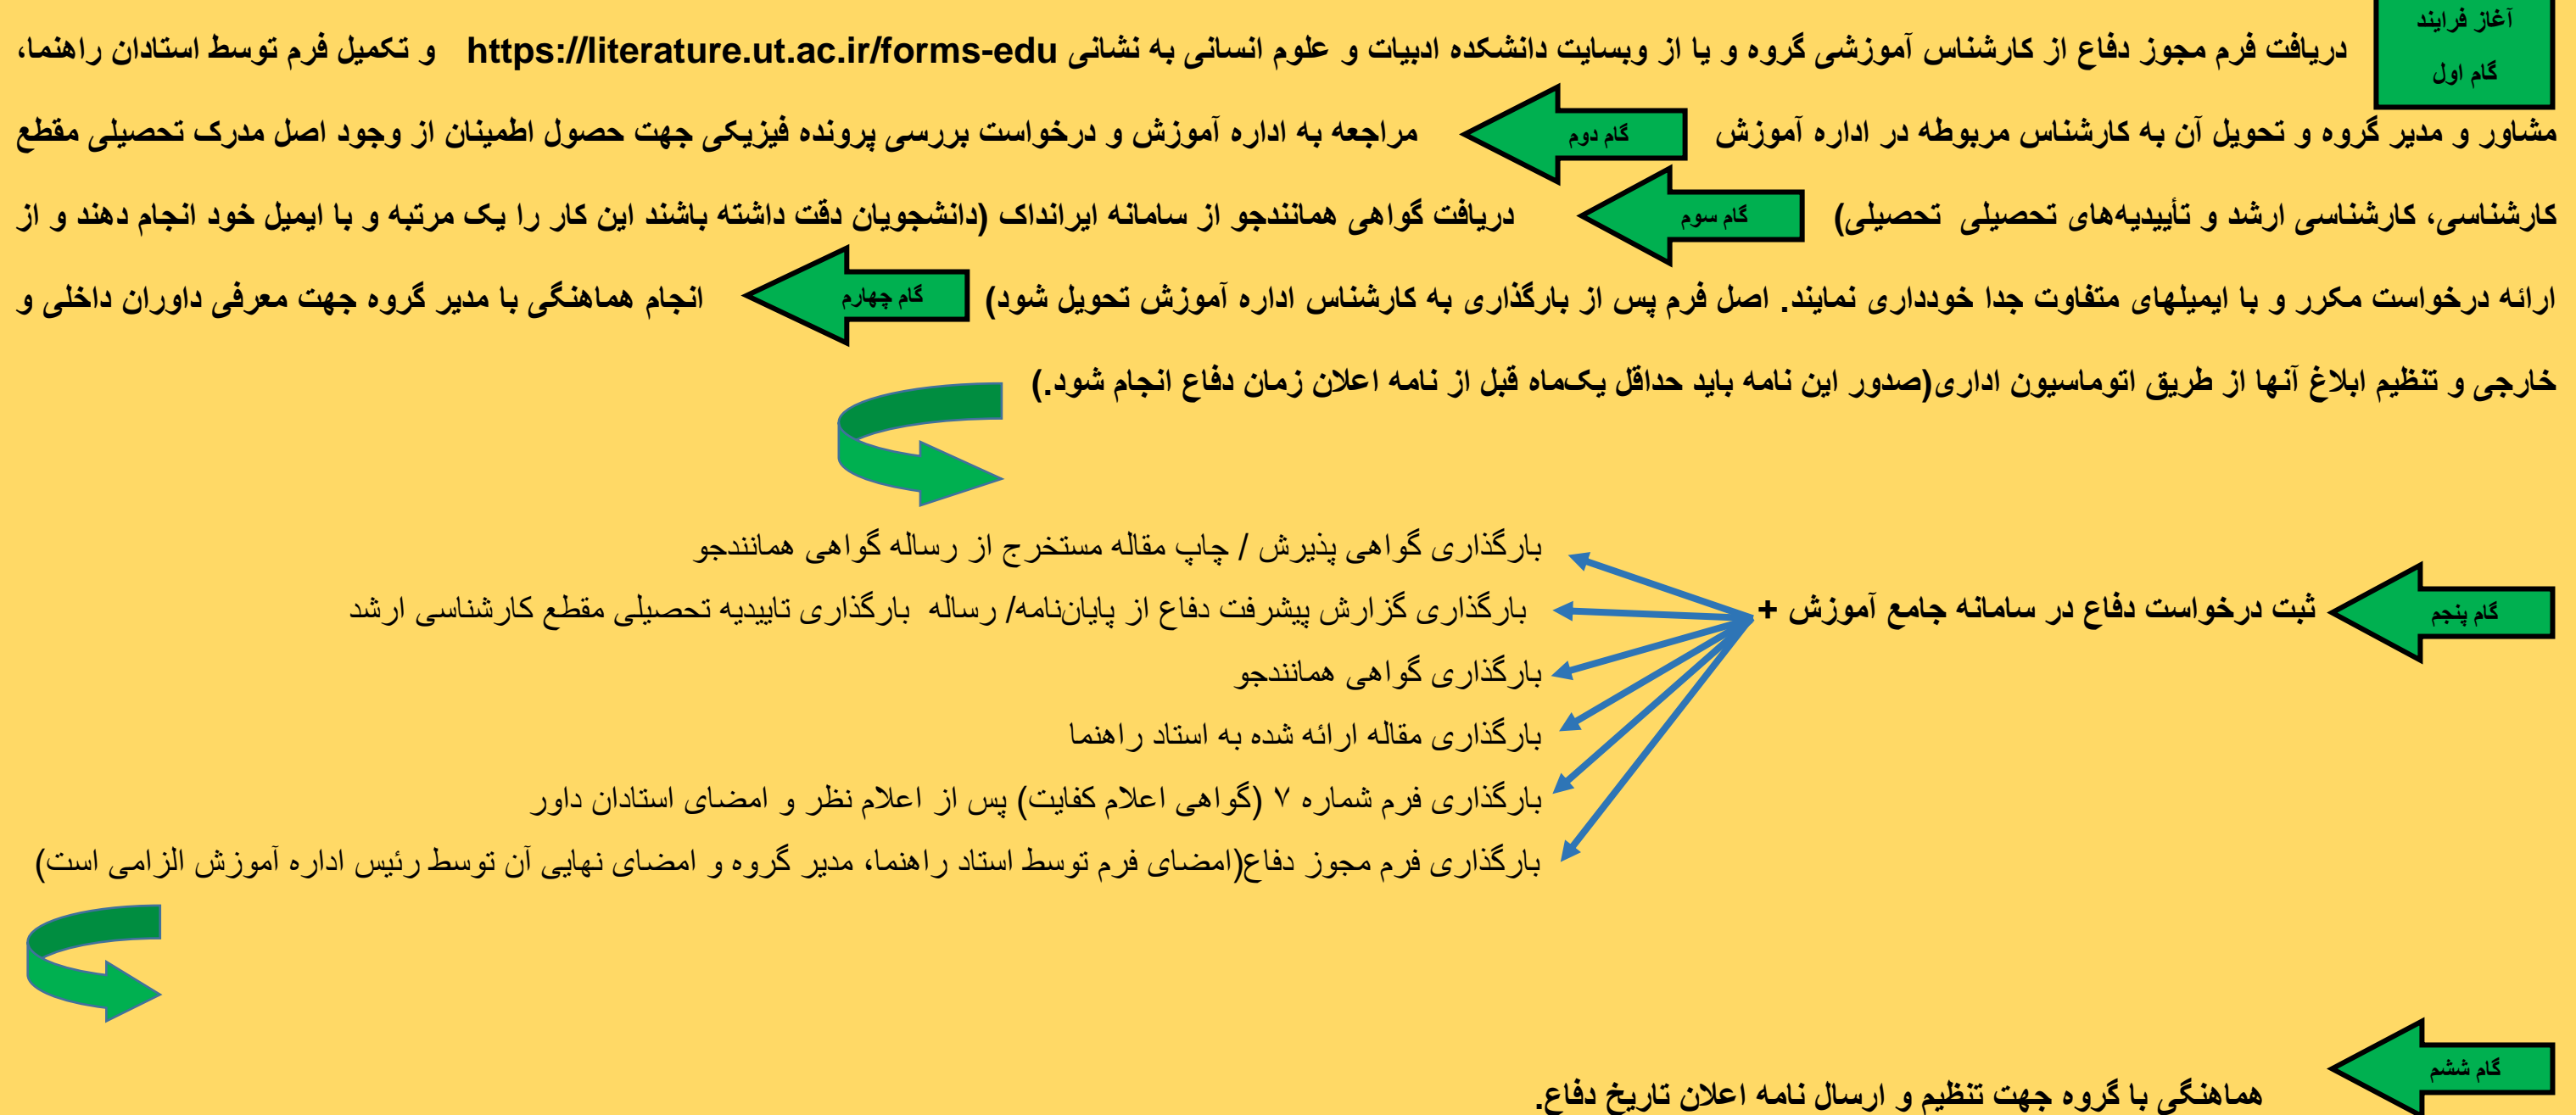 آغاز فرایند
گام اول
دریافت فرم مجوز دفاع از کارشناس آموزشی گروه و یا از وبسایت دانشکده ادبیات و علوم انسانی به نشانی https://literature.ut.ac.ir/forms-edu و تکمیل فرم توسط استادان راهنما،
مشاور و مدیر گروه و تحویل آن به کارشناس مربوطه در اداره آموزش گام دوم مراجعه به اداره آموزش و درخواست بررسی پرونده فیزیکی جهت حصول اطمینان از وجود اصل مدرک تحصیلی مقطع
کارشناسی، کارشناسی ارشد و تأییدیه‌های تحصیلی تحصیلی) گام سوم دریافت گواهی همانندجو از سامانه ایرانداک (دانشجویان دقت داشته باشند این کار را یک مرتبه و با ایمیل خود انجام دهند و از
ارائه درخواست مکرر و با ایمیلهای متفاوت جدا خودداری نمایند. اصل فرم پس از بارگذاری به کارشناس اداره آموزش تحویل شود) گام چهارم انجام هماهنگی با مدیر گروه جهت معرفی داوران داخلی و
خارجی و تنظیم ابلاغ آنها از طریق اتوماسیون اداری(صدور این نامه باید حداقل یک‌ماه قبل از نامه اعلان زمان دفاع انجام شود.)
گام پنجم
ثبت درخواست دفاع در سامانه جامع آموزش +
بارگذاری گواهی پذیرش / چاپ مقاله مستخرج از رساله گواهی همانندجو
بارگذاری گزارش پیشرفت دفاع از پایان‌نامه/ رساله بارگذاری تاییدیه تحصیلی مقطع کارشناسی ارشد
بارگذاری گواهی همانندجو
بارگذاری مقاله ارائه شده به استاد راهنما
بارگذاری فرم شماره ۷ (گواهی اعلام کفایت) پس از اعلام نظر و امضای استادان داور
بارگذاری فرم مجوز دفاع(امضای فرم توسط استاد راهنما، مدیر گروه و امضای نهایی آن توسط رئیس اداره آموزش الزامی است)
گام ششم
هماهنگی با گروه جهت تنظیم و ارسال نامه اعلان تاریخ دفاع.